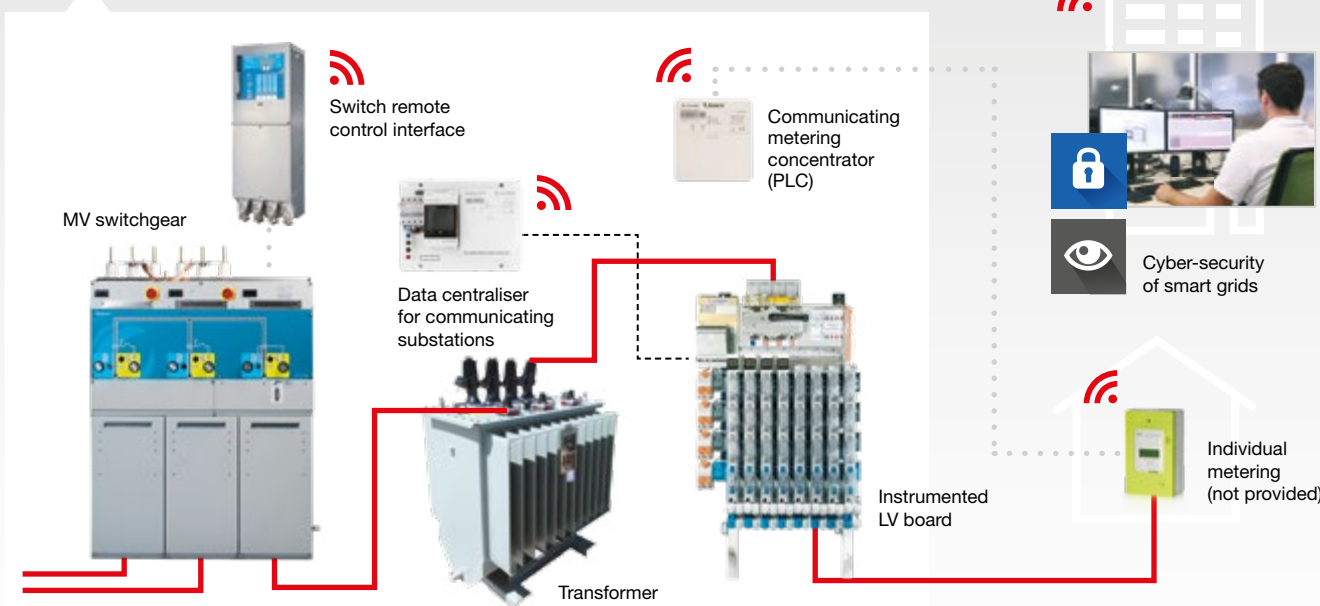 Switch remote
control interface
Communicating
metering
concentrator
(PLC)
MV switchgear
Data centraliser
for communicating
substations
Cyber-security
of smart grids
Individual
metering
(not provided)
Instrumented
LV board
Transformer